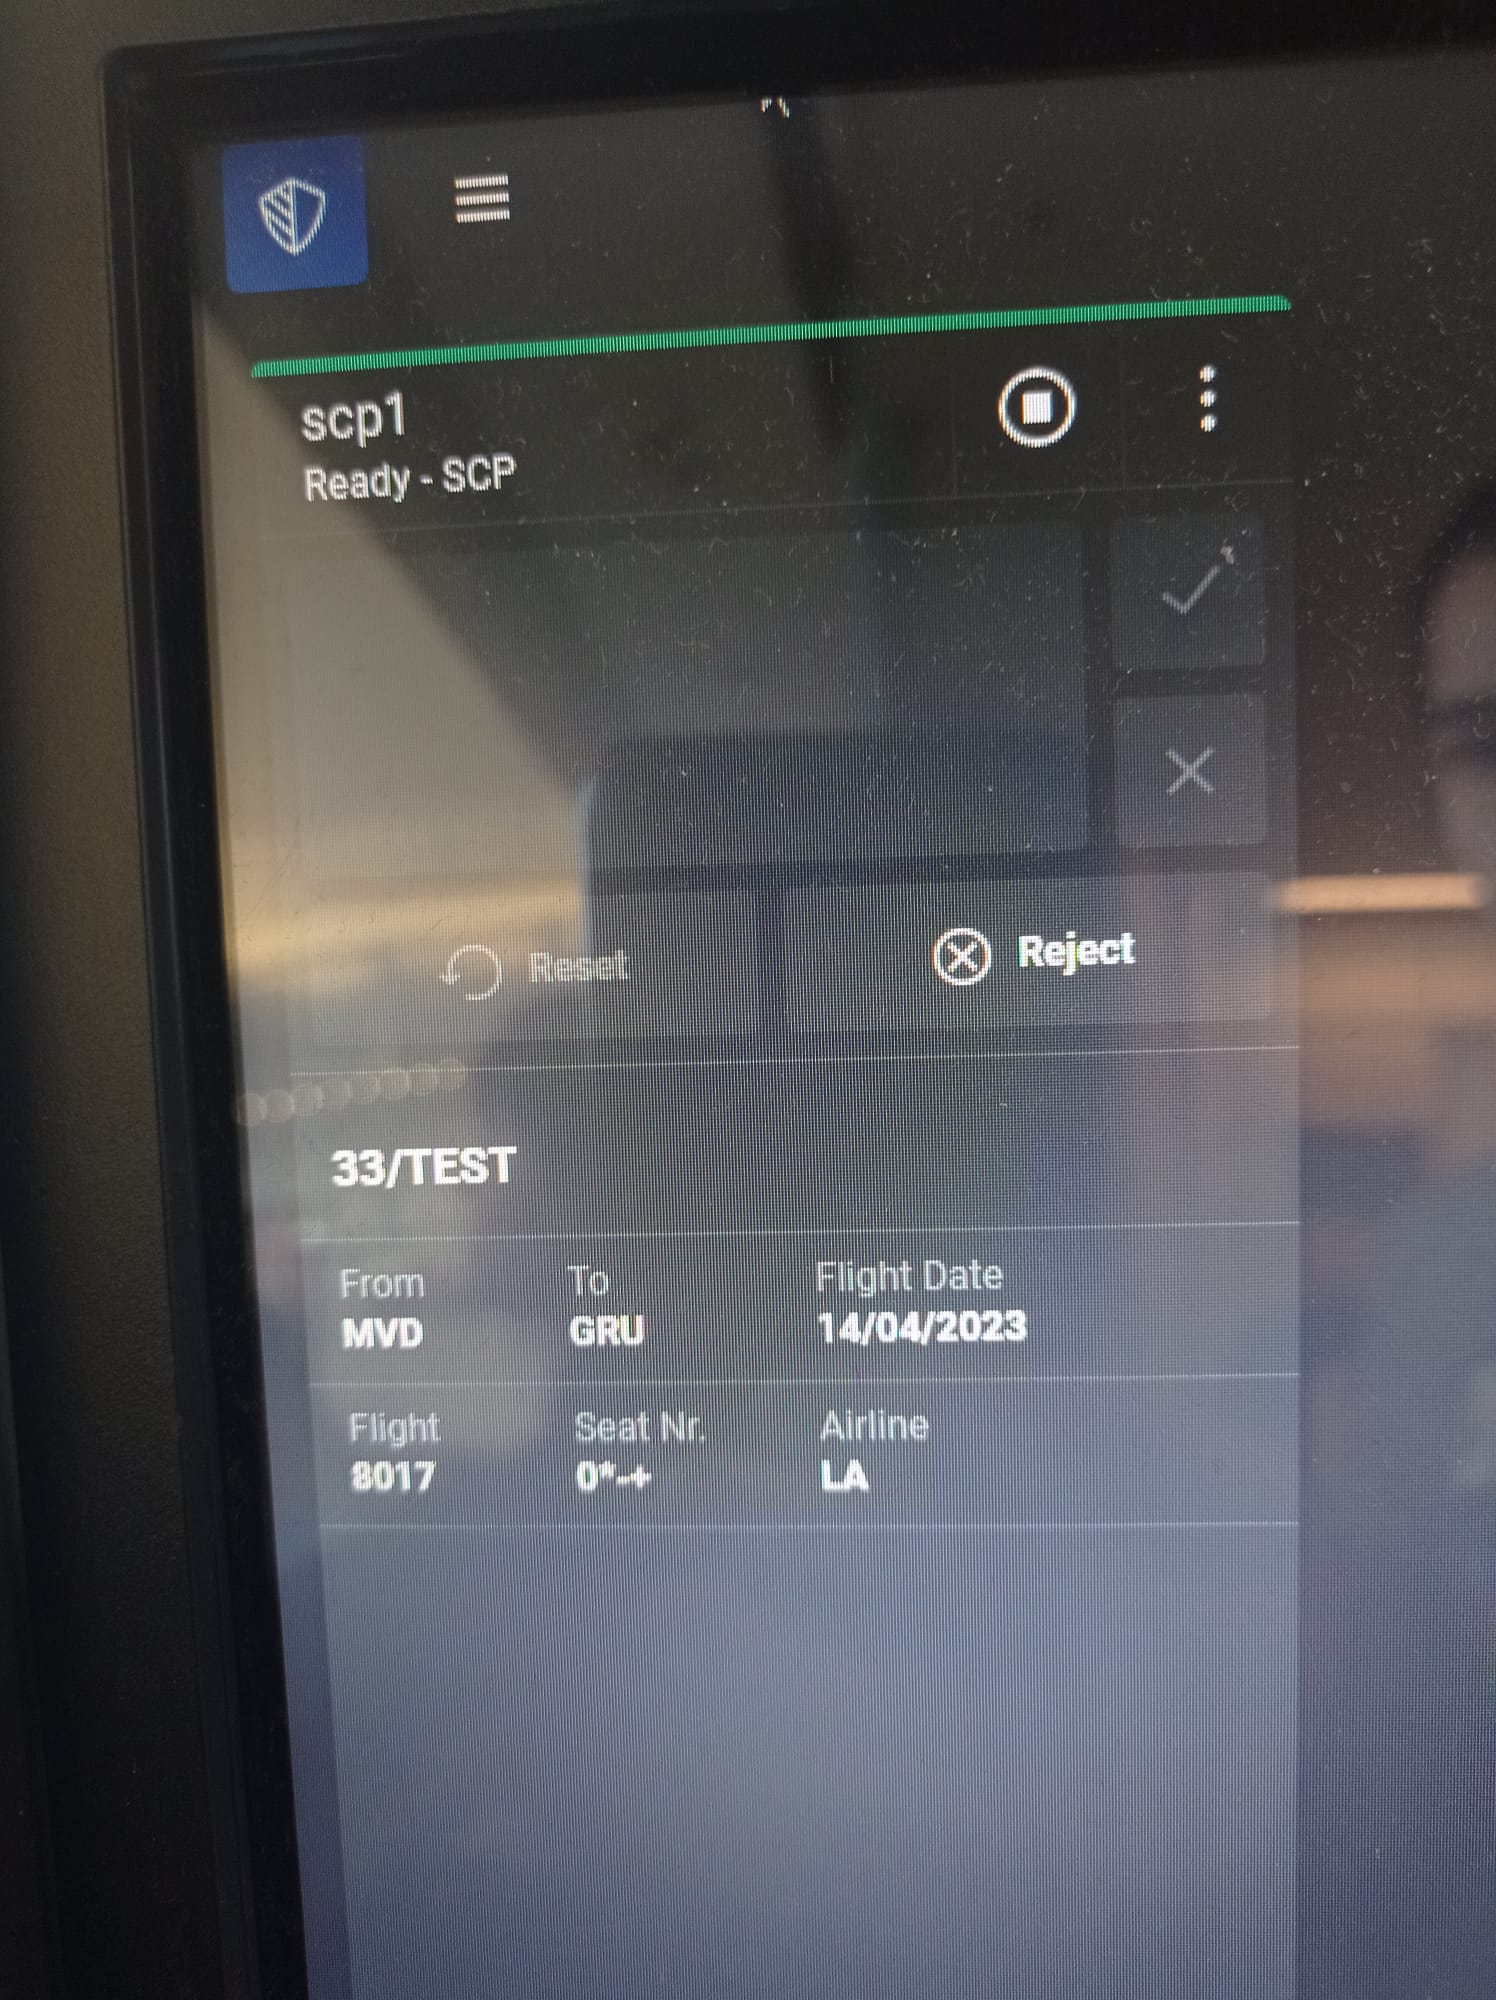 scp1
Ready - SCP
Reset
Reject
33/TEST
From To Flight Date
MVD GRU 14/04/2023
Flight Seat Nr. Airline
8017 0*-+ LA